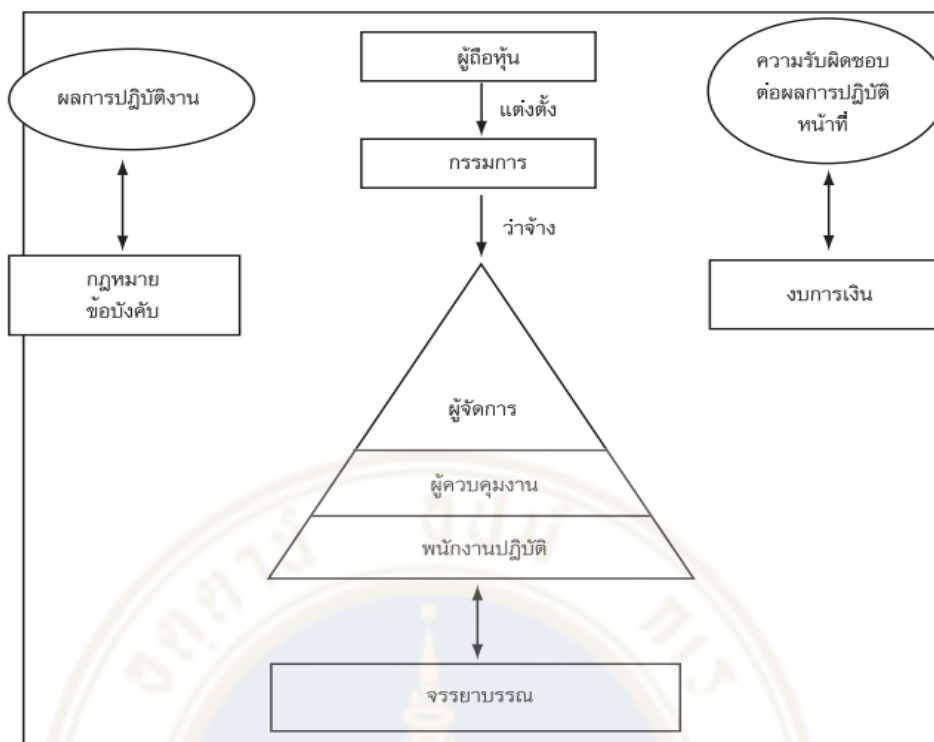 ผู้ถือหุ้น
ผลการปฏิบัติงาน
ความรับผิดชอบ
ต่อผลการปฏิบัติ
หน้าที่
แต่งตั้ง
กรรมการ
ว่าจ้าง
กฎหมาย
ข้อบังคับ
งบการเงิน
ผู้จัดการ
ผู้ควบคุมงาน
พนักงานปฏิบัติ
จรรยาบรรณ